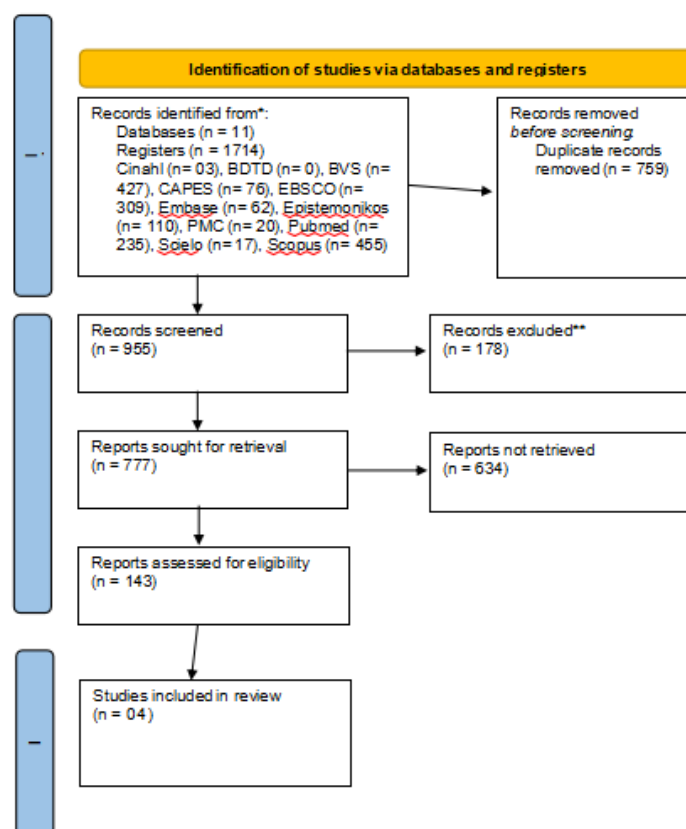 Identification of studies via databases and registers
Records identified from*:
Databases (n = 11)
Registers (n = 1714)
Cinahl (n= 03), BDTD (n= 0), BVS (n=
427), CAPES (n= 76), EBSCO (n=
309), Embase (n= 62), Epistemonikos
(n= 110), PMC (n= 20), Pubmed (n=
235), Scielo (n= 17), Scopus (n= 455)
Records removed
before screening:
Duplicate records
removed (n = 759)
Records screened
(n = 955)
Records excluded**
(n = 178)
Reports sought for retrieval
(n = 777)
Reports not retrieved
(n = 634)
Reports assessed for eligibility
(n = 143)
Studies included in review
(n = 04)